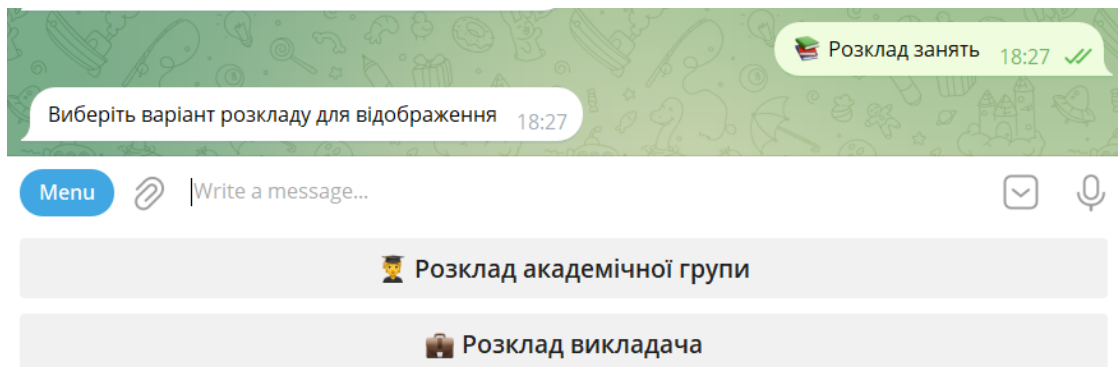 📚 Розклад занять 18:27
Виберіть варіант розкладу для відображення 18:27
Menu Write a message...
👨‍🎓 Розклад академічної групи
💼 Розклад викладача